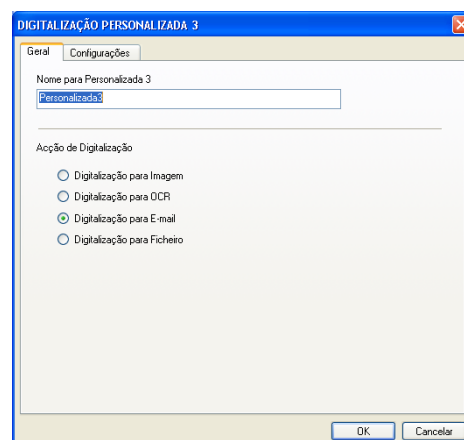 DIGITALIZAÇÃO PERSONALIZADA 3
Geral Configurações
Nome para Personalizada 3
Personalizada3
Acção de Digitalização
Digitalização para Imagem
Digitalização para OCR
Digitalização para E-mail
Digitalização para Ficheiro
OK Cancelar